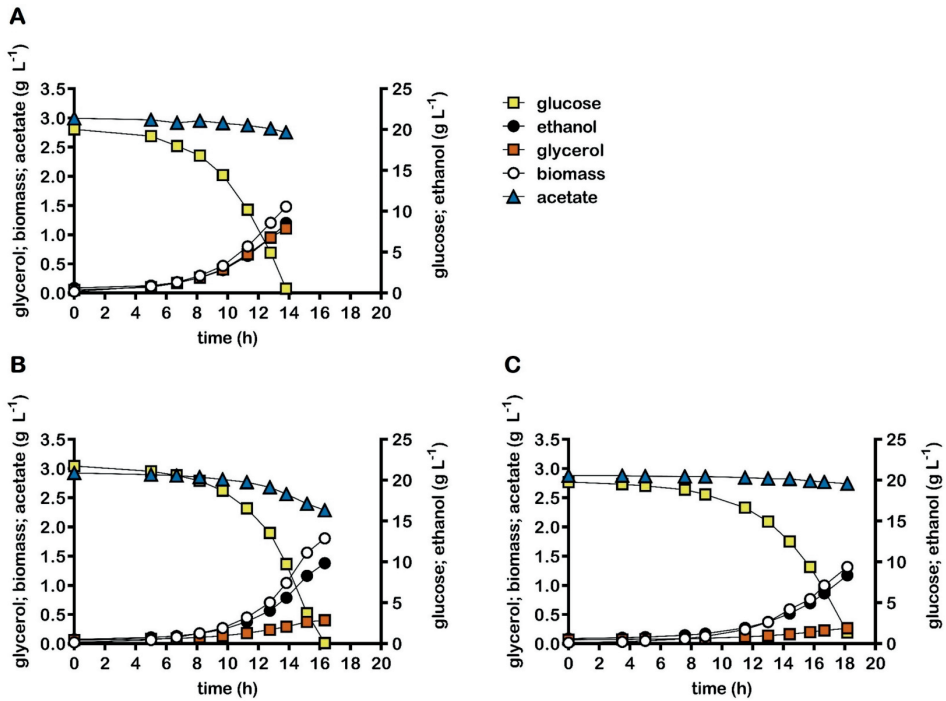 A
glycerol; biomass; acetate (g L-1)
3.5
3.0
2.5
2.0
1.5
1.0
0.5
0.0
0 2 4 6 8 10 12 14 16 18 20
time (h)
25
20
15
10
5
0
glucose; ethanol (g L-1)
glucose
ethanol
glycerol
biomass
acetate
B
glycerol; biomass; acetate (g L-1)
3.5
3.0
2.5
2.0
1.5
1.0
0.5
0.0
0 2 4 6 8 10 12 14 16 18 20
time (h)
25
20
15
10
5
0
glucose; ethanol (g L-1)
C
glycerol; biomass; acetate (g L-1)
3.5
3.0
2.5
2.0
1.5
1.0
0.5
0.0
0 2 4 6 8 10 12 14 16 18 20
time (h)
25
20
15
10
5
0
glucose; ethanol (g L-1)